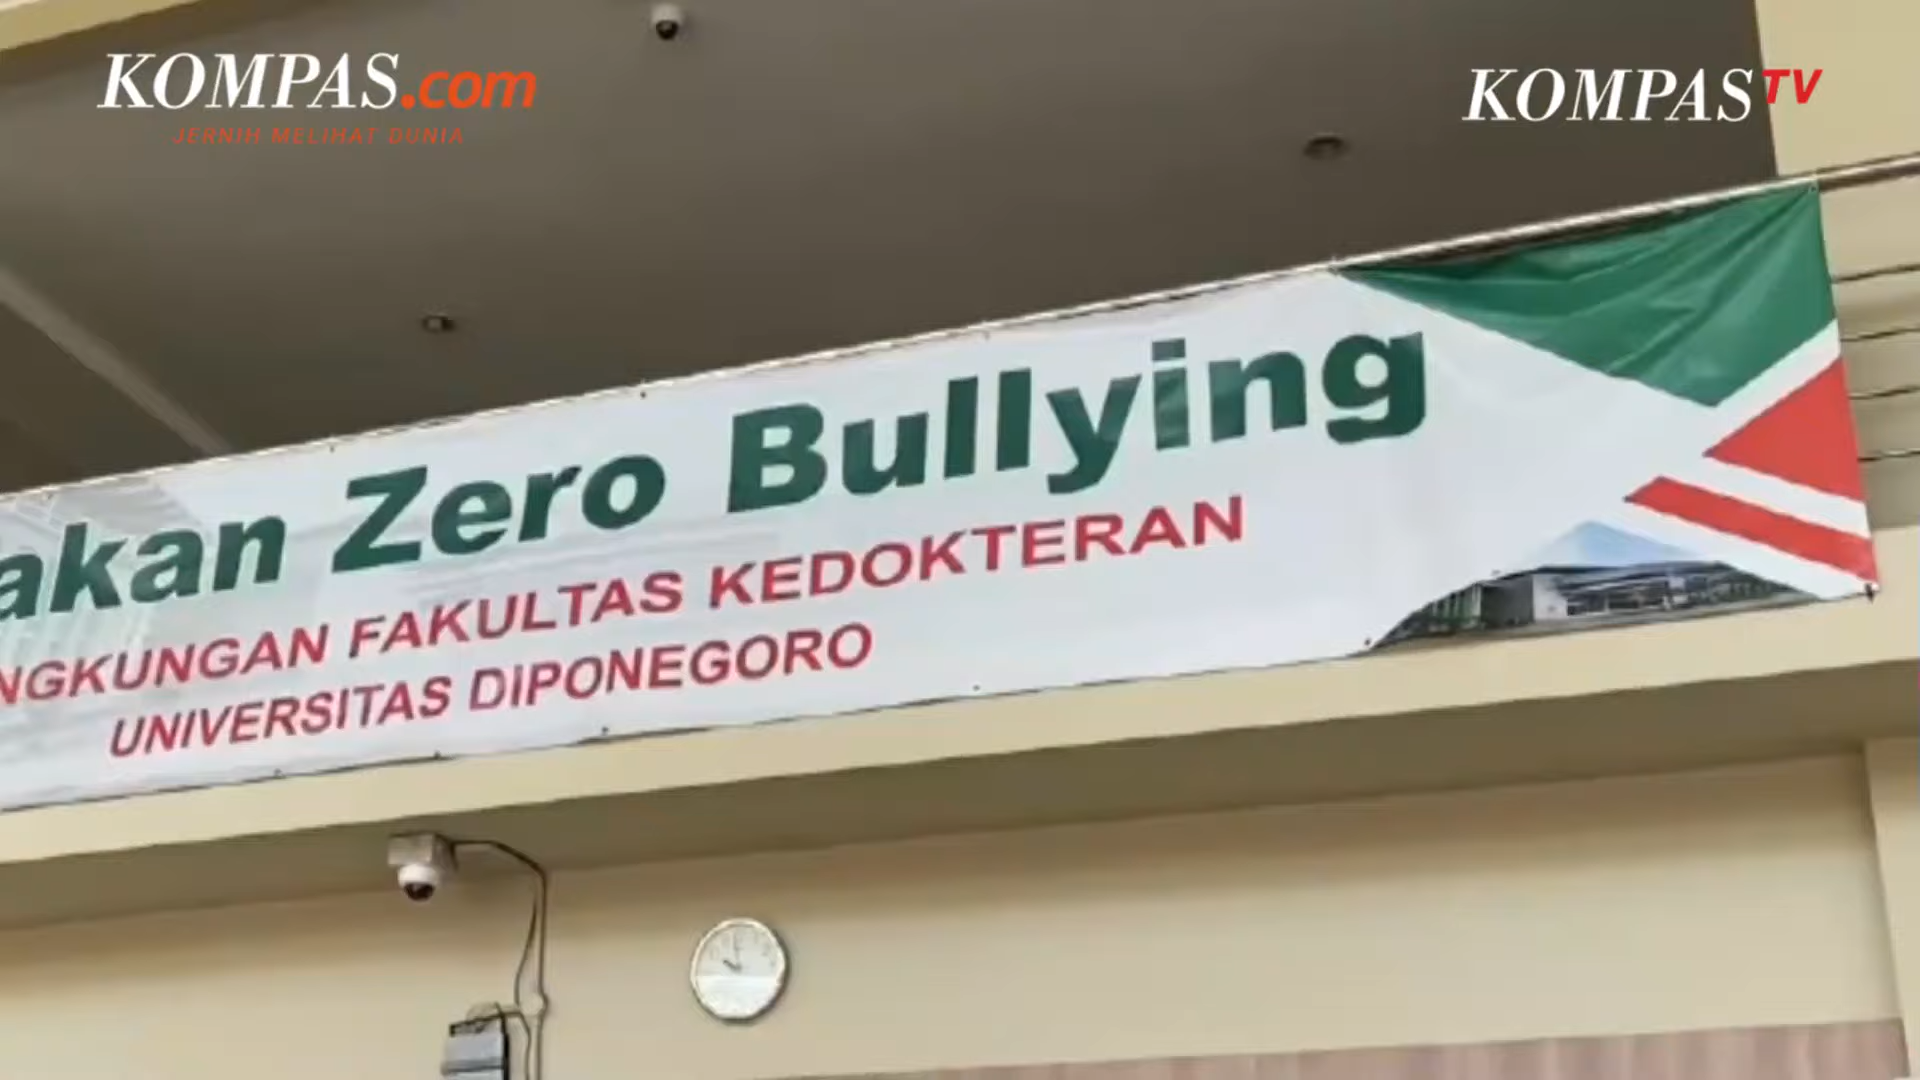 KOMPAS.com
JERNIH MELIHAT DUNIA
KOMPAS TV
akan Zero Bullying
NGKUNGAN FAKULTAS KEDOKTERAN
UNIVERSITAS DIPONEGORO